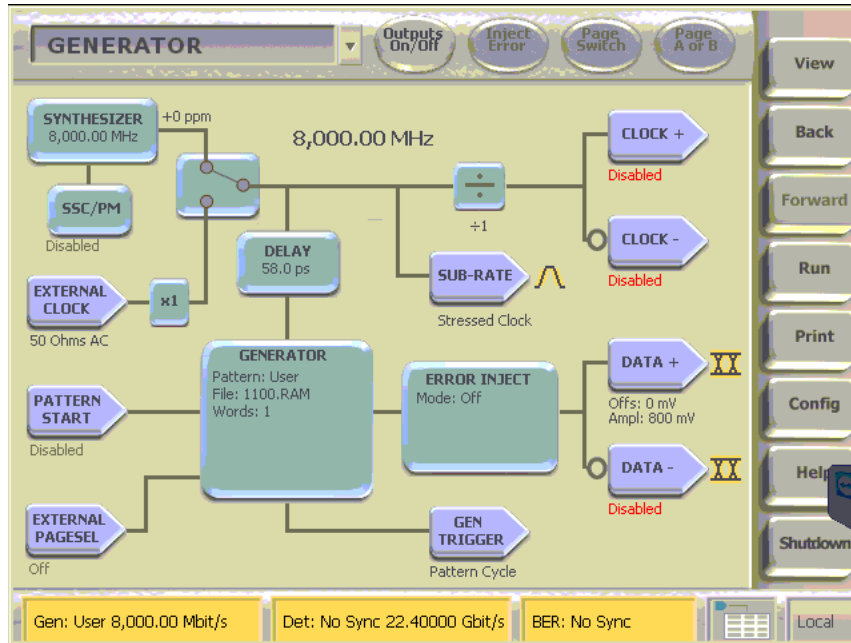 GENERATOR
Outputs
On/Off
Inject
Error
Page
Switch
Page
A or B
View
Back
Forward
Run
Print
Config
Help
Shutdown
SYNTHESIZER
8,000.00 MHz
+0 ppm
8,000.00 MHz
CLOCK +
Disabled
SSC/PM
Disabled
÷
÷1
CLOCK -
Disabled
DELAY
58.0 ps
SUB-RATE
Stressed Clock
EXTERNAL
CLOCK
x1
50 Ohms AC
GENERATOR
Pattern: User
File: 1100.RAM
Words: 1
ERROR INJECT
Mode: Off
DATA +
Offs: 0 mV
Ampl: 800 mV
PATTERN
START
Disabled
DATA -
Disabled
EXTERNAL
PAGESEL
Off
GEN
TRIGGER
Pattern Cycle
Gen: User 8,000.00 Mbit/s
Det: No Sync 22.40000 Gbit/s
BER: No Sync
Local